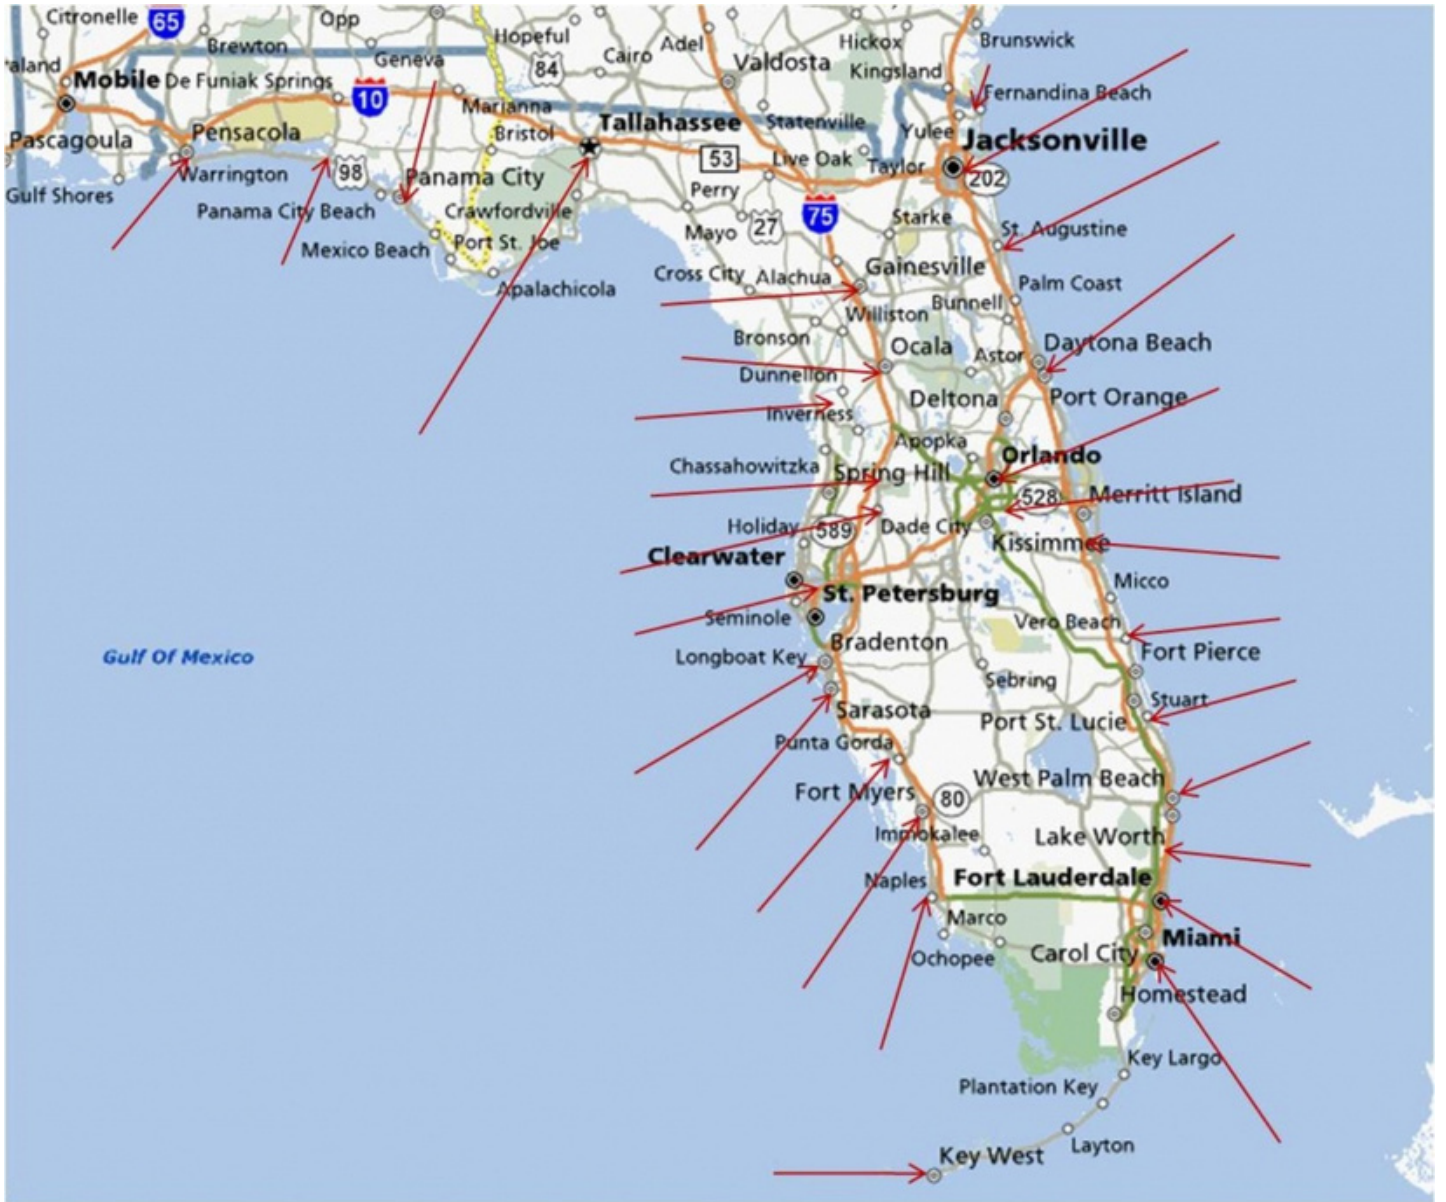 Citronelle
65
Opp
Hopeful
Adel
Hickox
Brunswick
Brewton
Geneva
84
Cairo
Valdosta
Kingsland
raland
Mobile
De Funiak Springs
10
Marianna
Fernandina Beach
Pascagoula
Pensacola
Bristol
Tallahassee
Statenville
Yulee
Jacksonville
Warrington
98
Panama City
53
Live Oak
Taylor
202
Gulf Shores
Panama City Beach
Crawfordville
Perry
75
Starke
St. Augustine
Mexico Beach
Port St. Joe
Mayo
27
Apalachicola
Cross City
Alachua
Gainesville
Palm Coast
Williston
Bunnell
Bronson
Ocala
Astor
Daytona Beach
Dunnellon
Deltona
Port Orange
Inverness
Apopka
Orlando
Chassahowitzka
Spring Hill
528
Merritt Island
Holiday
589
Dade City
Kissimmee
Clearwater
Micco
St. Petersburg
Seminole
Vero Beach
Gulf Of Mexico
Longboat Key
Bradenton
Fort Pierce
Sebring
Stuart
Sarasota
Port St. Lucie
Punta Gorda
West Palm Beach
Fort Myers
80
Immokalee
Lake Worth
Naples
Fort Lauderdale
Marco
Miami
Ochopee
Carol City
Homestead
Key Largo
Plantation Key
Layton
Key West